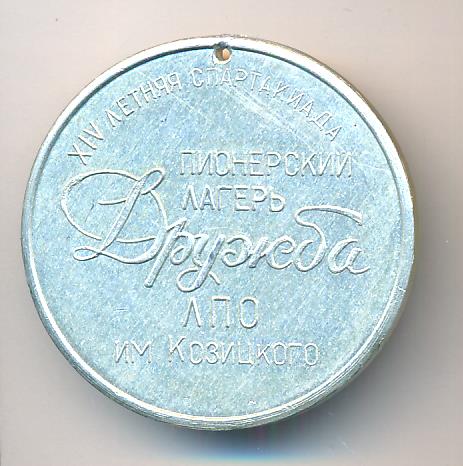 XIV ЛЕТНЯЯ СПАРТАКИАДА
ПИОНЕРСКИЙ
ЛАГЕРЬ
Дружба
ЛПО
ИМ КОЗИЦКОГО